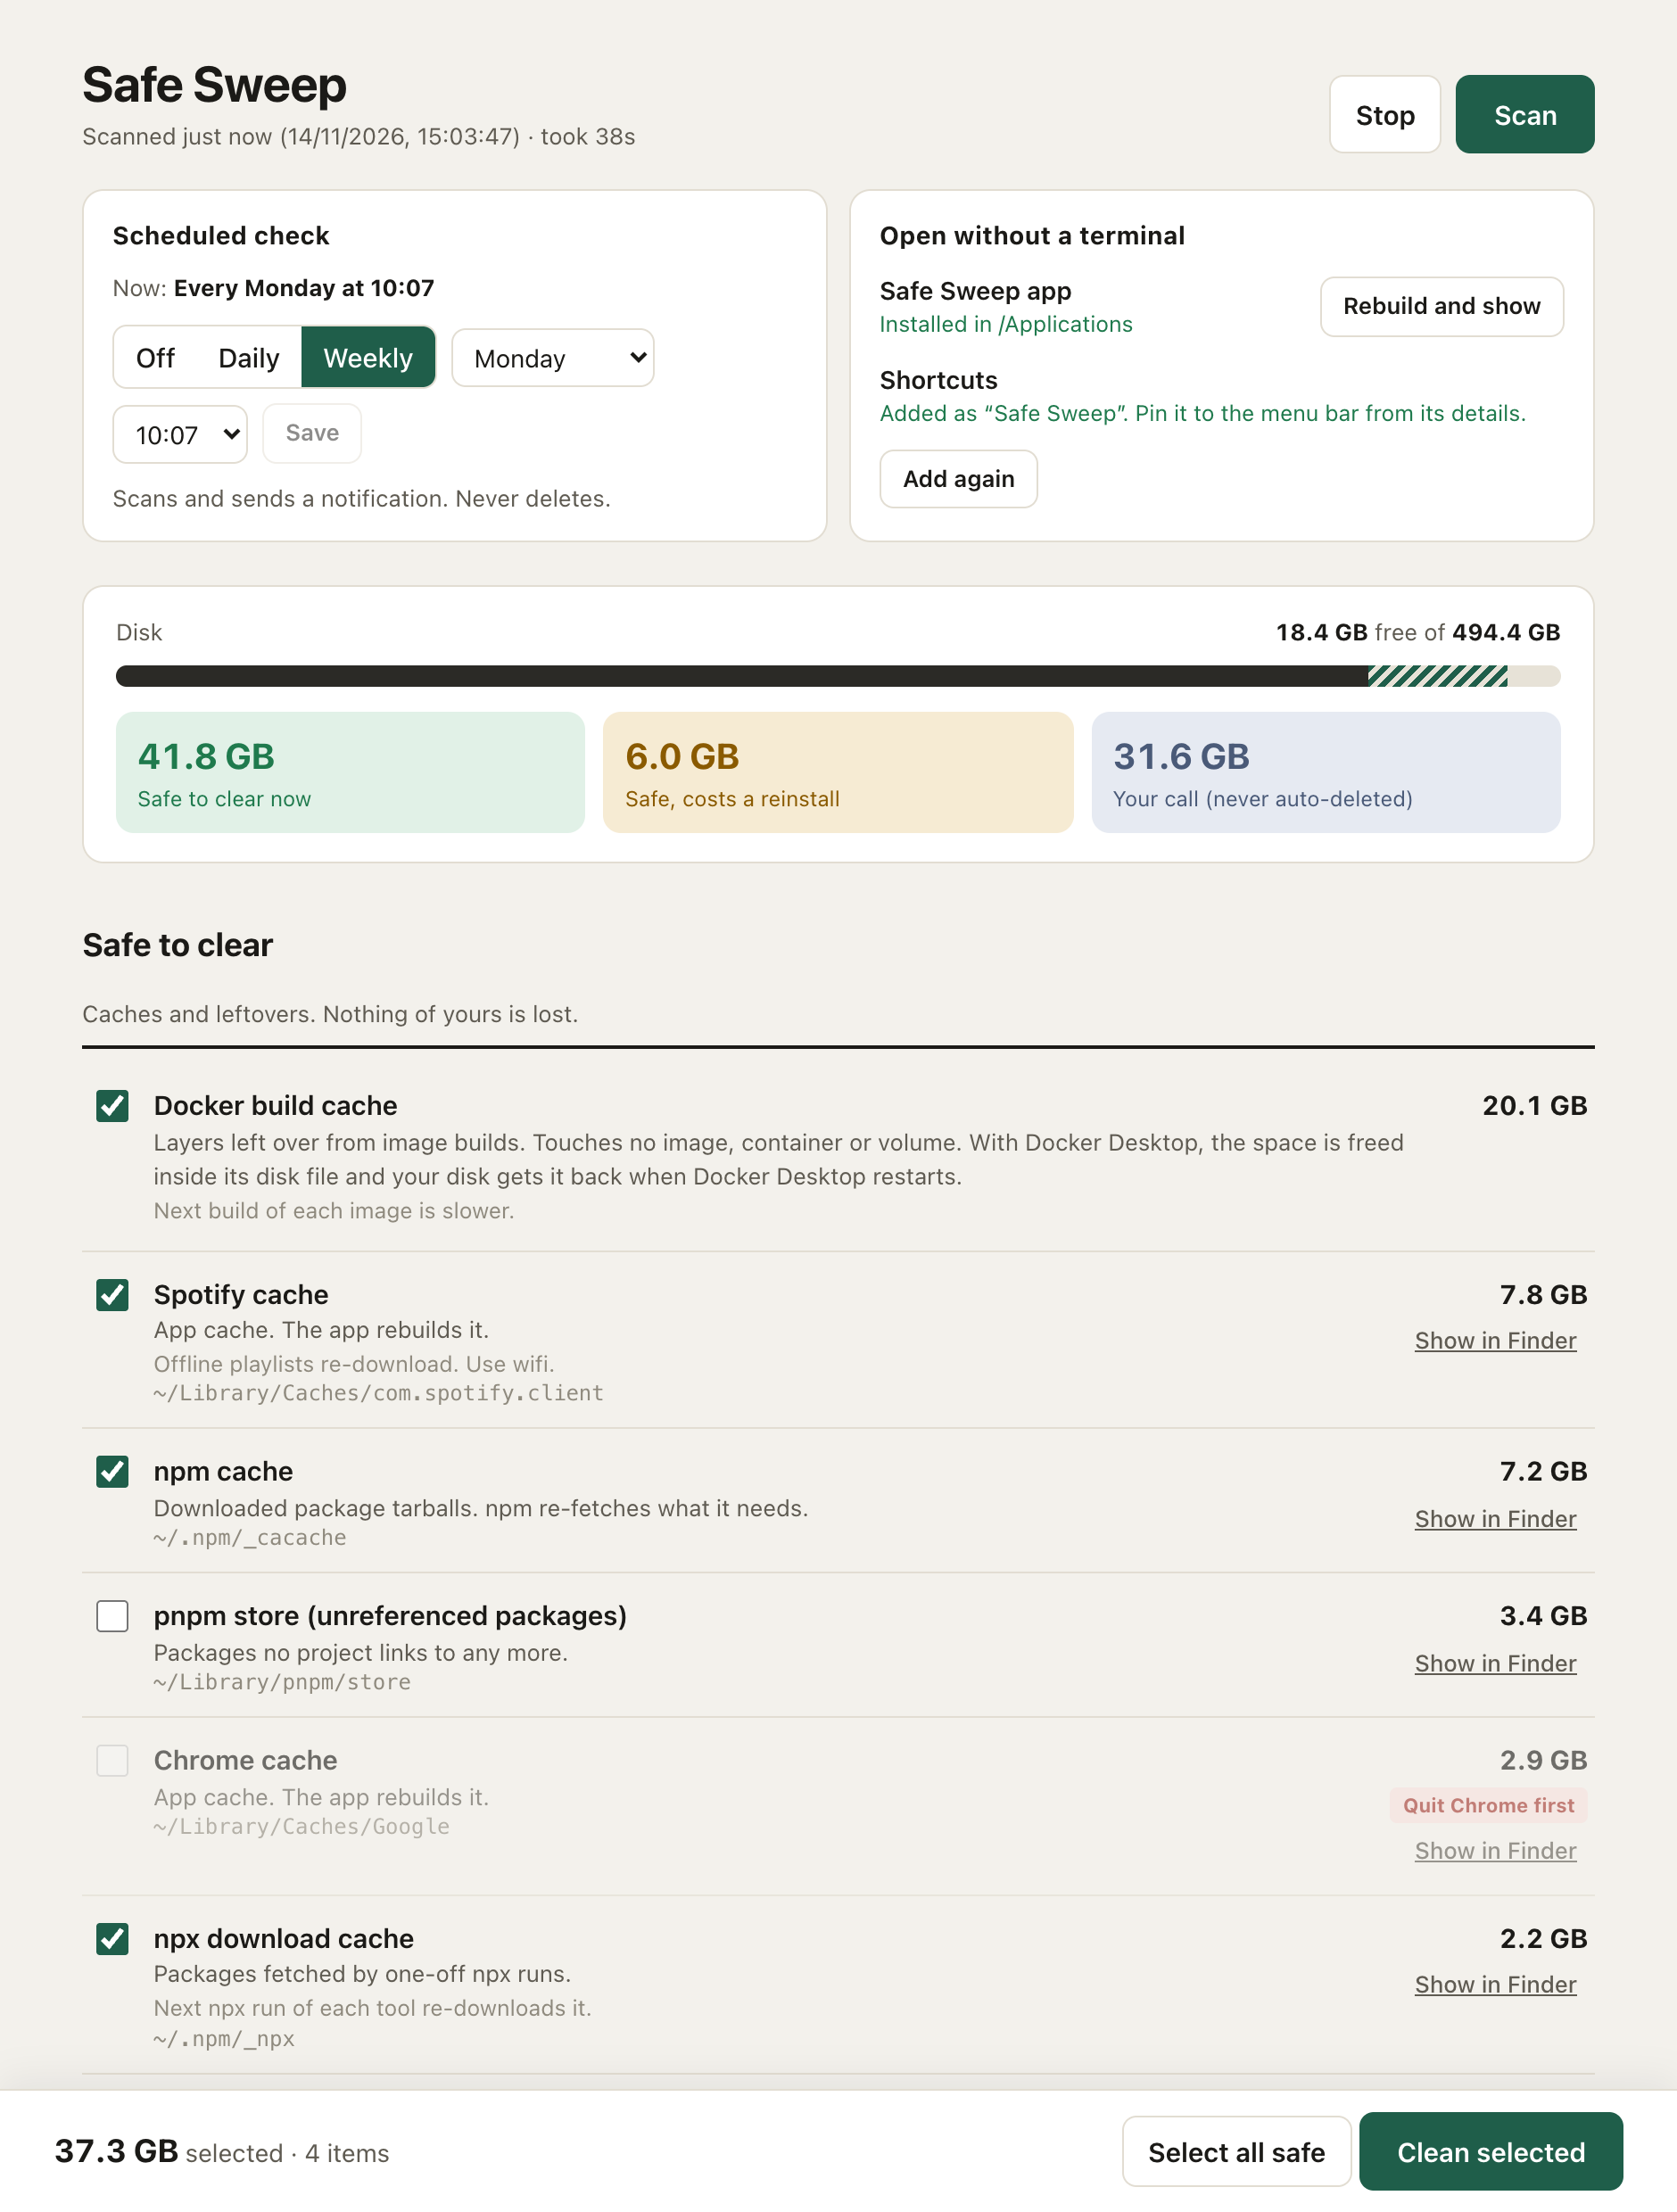 Safe Sweep
Scanned just now (14/11/2026, 15:03:47) · took 38s
Stop
Scan
Scheduled check
Now: Every Monday at 10:07
Off
Daily
Weekly
Monday
10:07
Save
Scans and sends a notification. Never deletes.
Open without a terminal
Safe Sweep app
Installed in /Applications
Rebuild and show
Shortcuts
Added as “Safe Sweep”. Pin it to the menu bar from its details.
Add again
Disk
18.4 GB free of 494.4 GB
41.8 GB
Safe to clear now
6.0 GB
Safe, costs a reinstall
31.6 GB
Your call (never auto-deleted)
Safe to clear
Caches and leftovers. Nothing of yours is lost.
Docker build cache
20.1 GB
Layers left over from image builds. Touches no image, container or volume. With Docker Desktop, the space is freed
inside its disk file and your disk gets it back when Docker Desktop restarts.
Next build of each image is slower.
Spotify cache
7.8 GB
App cache. The app rebuilds it.
Show in Finder
Offline playlists re-download. Use wifi.
~/Library/Caches/com.spotify.client
npm cache
7.2 GB
Downloaded package tarballs. npm re-fetches what it needs.
Show in Finder
~/.npm/_cacache
pnpm store (unreferenced packages)
3.4 GB
Packages no project links to any more.
Show in Finder
~/Library/pnpm/store
Chrome cache
2.9 GB
App cache. The app rebuilds it.
Quit Chrome first
~/Library/Caches/Google
Show in Finder
npx download cache
2.2 GB
Packages fetched by one-off npx runs.
Show in Finder
Next npx run of each tool re-downloads it.
~/.npm/_npx
37.3 GB selected · 4 items
Select all safe
Clean selected